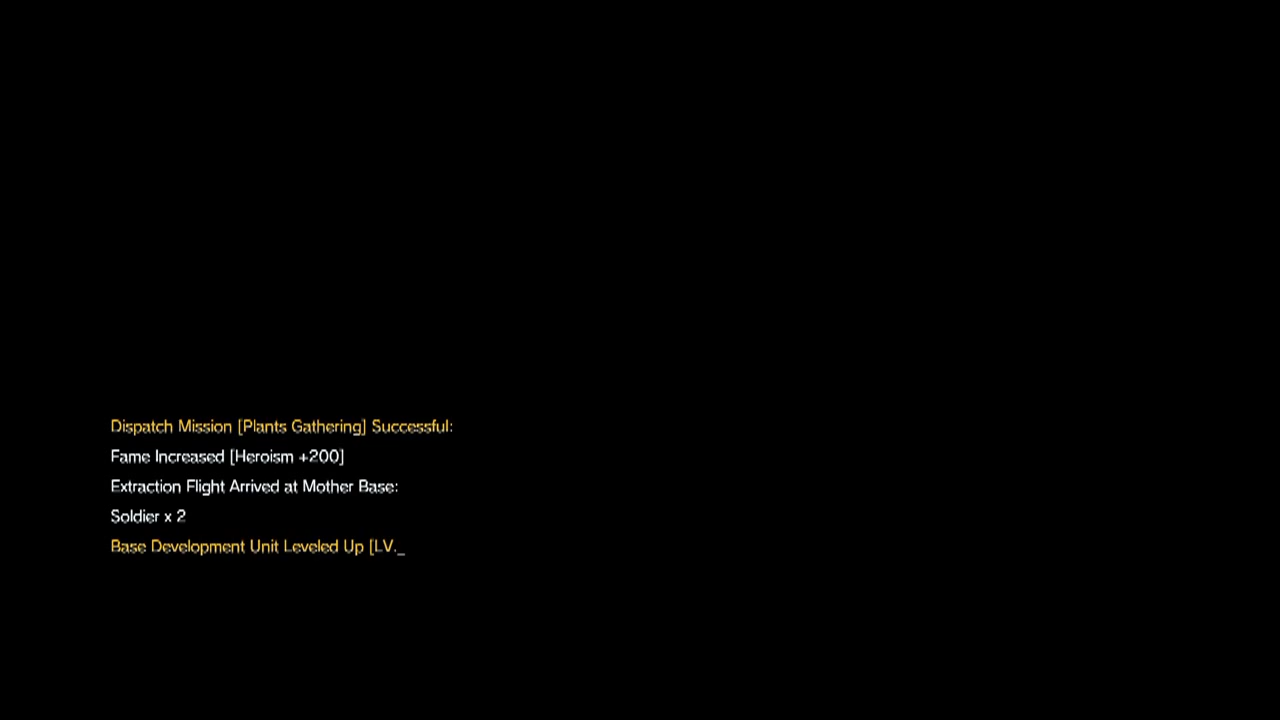 Dispatch Mission [Plants Gathering] Successful:
Fame Increased [Heroism +200]
Extraction Flight Arrived at Mother Base:
Soldier x 2
Base Development Unit Leveled Up [LV._